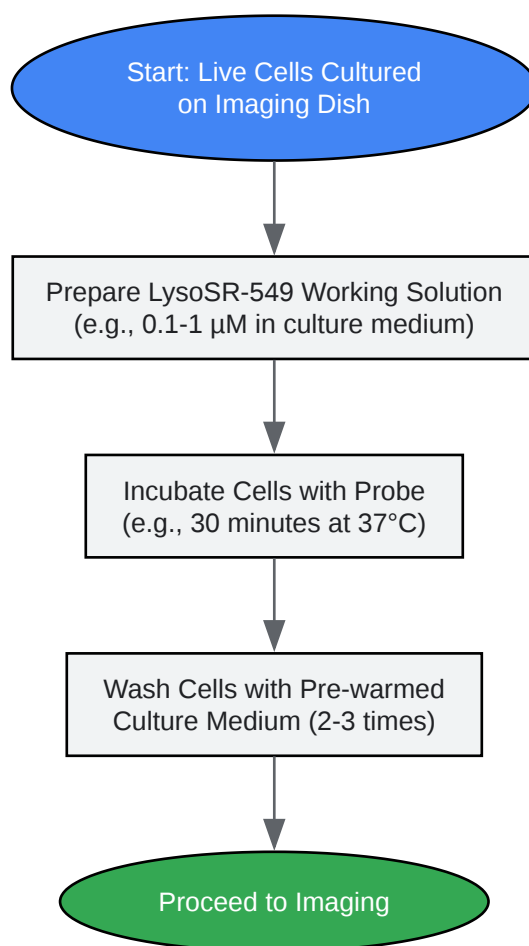 Start: Live Cells Cultured
on Imaging Dish
Prepare LysoSR-549 Working Solution
(e.g., 0.1-1 µM in culture medium)
Incubate Cells with Probe
(e.g., 30 minutes at 37°C)
Wash Cells with Pre-warmed
Culture Medium (2-3 times)
Proceed to Imaging